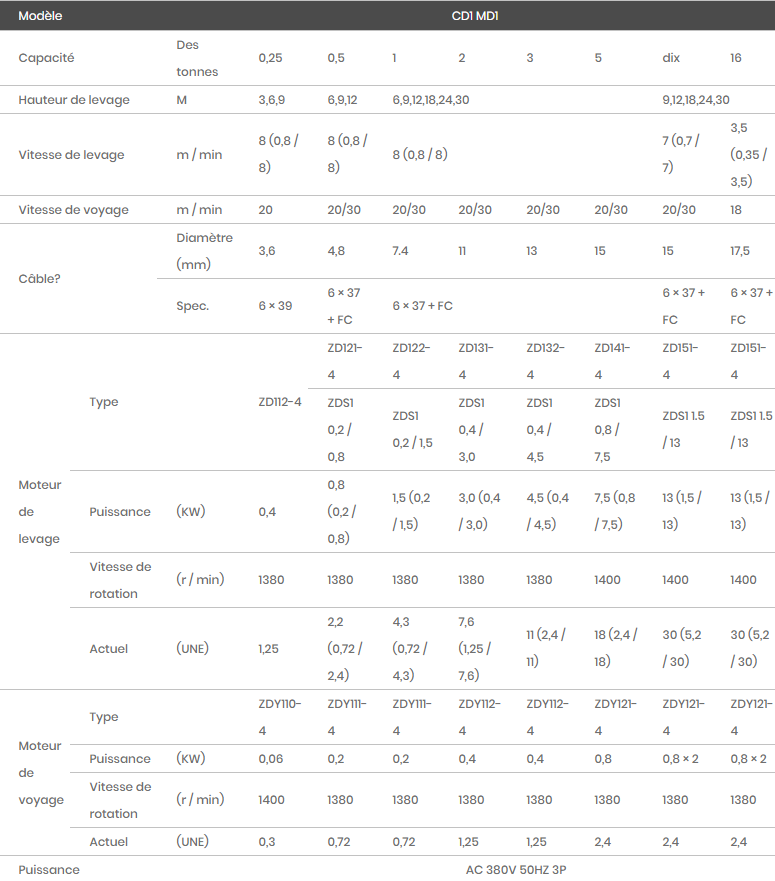 Modèle CD1 MD1
Capacité Des tonnes 0,25 0,5 1 2 3 5 dix 16
Hauteur de levage M 3,6,9 6,9,12 6,9,12,18,24,30 9,12,18,24,30
Vitesse de levage m / min 8 (0,8 / 8) 8 (0,8 / 8) 8 (0,8 / 8) 7 (0,7 / 7) 3,5 (0,35 / 3,5)
Vitesse de voyage m / min 20 20/30 20/30 20/30 20/30 20/30 20/30 18
Câble? Diamètre (mm) 3,6 4,8 7.4 11 13 15 15 17,5
Spec. 6 × 39 6 × 37 + FC 6 × 37 + FC 6 × 37 + FC 6 × 37 + FC
Moteur de levage Type ZD112-4 ZD121-4 ZD122-4 ZD131-4 ZD132-4 ZD141-4 ZD151-4 ZD151-4
ZDS1 0,2 / 0,8 ZDS1 0,2 / 1,5 ZDS1 0,4 / 3,0 ZDS1 0,4 / 4,5 ZDS1 0,8 / 7,5 ZDS1 1.5 / 13 ZDS1 1.5 / 13
Puissance (KW) 0,4 0,8 (0,2 / 0,8) 1,5 (0,2 / 1,5) 3,0 (0,4 / 3,0) 4,5 (0,4 / 4,5) 7,5 (0,8 / 7,5) 13 (1,5 / 13) 13 (1,5 / 13)
Vitesse de rotation (r / min) 1380 1380 1380 1380 1380 1400 1400 1400
Actuel (UNE) 1,25 2,2 (0,72 / 2,4) 4,3 (0,72 / 4,3) 7,6 (1,25 / 7,6) 11 (2,4 / 11) 18 (2,4 / 18) 30 (5,2 / 30) 30 (5,2 / 30)
Moteur de voyage Type ZDY110-4 ZDY111-4 ZDY111-4 ZDY112-4 ZDY112-4 ZDY121-4 ZDY121-4 ZDY121-4
Puissance (KW) 0,06 0,2 0,2 0,4 0,4 0,8 0,8 × 2 0,8 × 2
Vitesse de rotation (r / min) 1400 1380 1380 1380 1380 1380 1380 1380
Actuel (UNE) 0,3 0,72 0,72 1,25 1,25 2,4 2,4 2,4
Puissance AC 380V 50HZ 3P